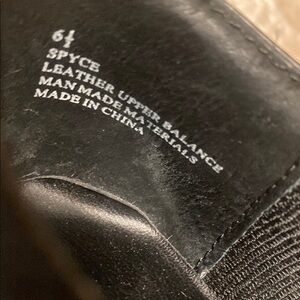 6½
SPYCE
LEATHER UPPER BALANCE
MAN MADE MATERIALS
MADE IN CHINA